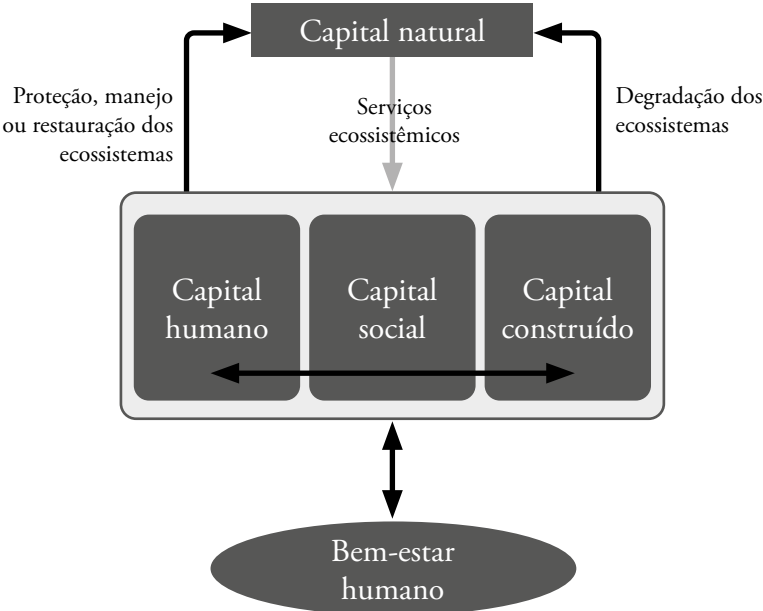 Capital natural
Proteção, manejo
ou restauração dos
ecossistemas
Serviços
ecossistêmicos
Degradação dos
ecossistemas
Capital
humano
Capital
social
Capital
construído
Bem-estar
humano